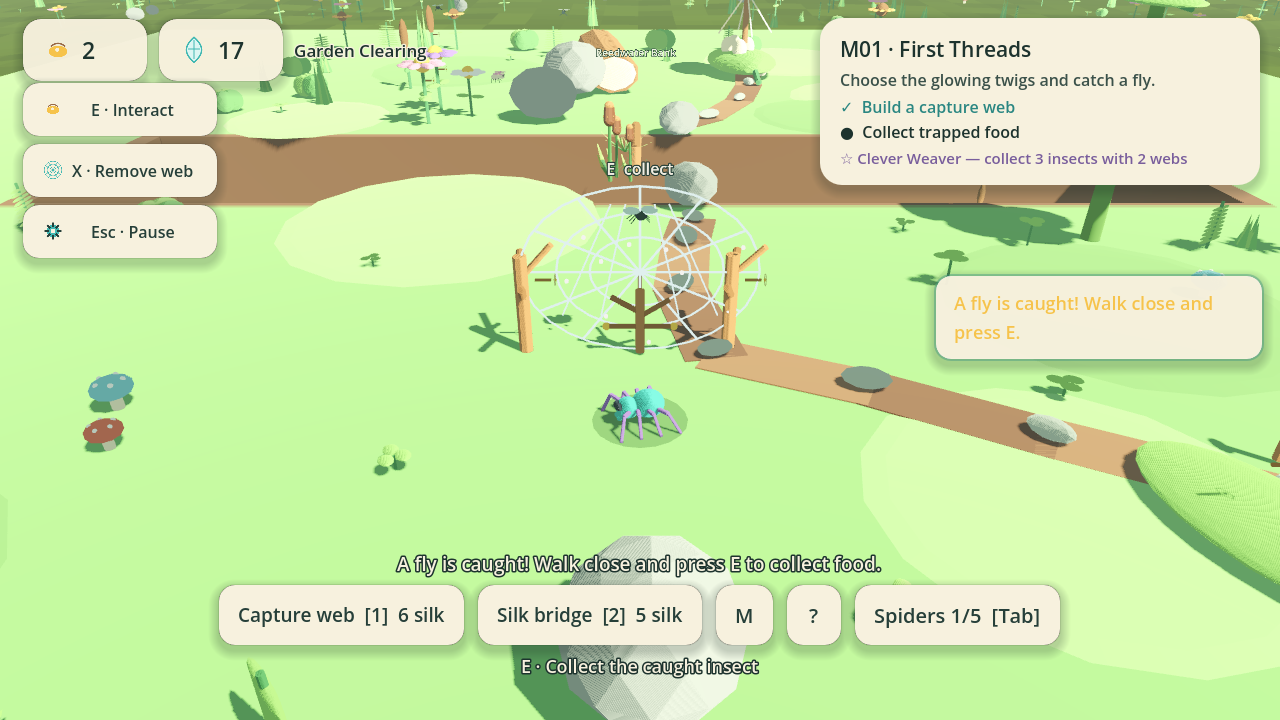 2
17
Garden Clearing
E · Interact
X · Remove web
Esc · Pause
Reedwater Bank
M01 · First Threads
Choose the glowing twigs and catch a fly.
✓ Build a capture web
● Collect trapped food
☆ Clever Weaver — collect 3 insects with 2 webs
E collect
A fly is caught! Walk close and
press E.
A fly is caught! Walk close and press E to collect food.
Capture web [1] 6 silk
Silk bridge [2] 5 silk
M
?
Spiders 1/5 [Tab]
E · Collect the caught insect